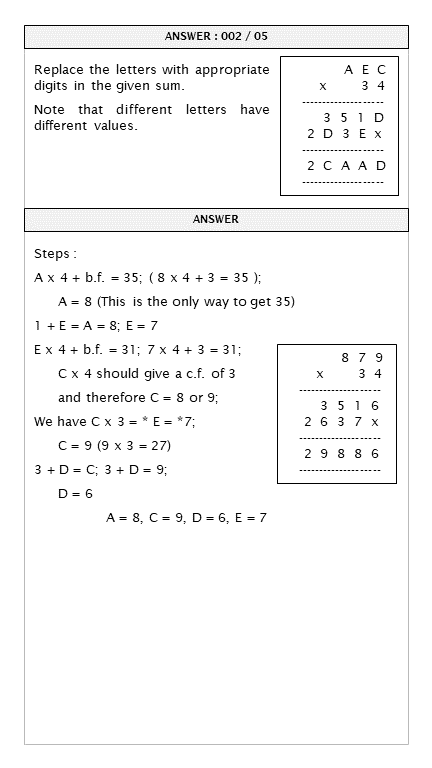 ANSWER : 002 / 05
Replace the letters with appropriate
digits in the given sum.
Note that different letters have
different values.
A E C
x 3 4
---------------------
3 5 1 D
2 D 3 E x
---------------------
2 C A A D
---------------------
ANSWER
Steps :
A x 4 + b.f. = 35; ( 8 x 4 + 3 = 35 );
A = 8 (This is the only way to get 35)
1 + E = A = 8; E = 7
E x 4 + b.f. = 31; 7 x 4 + 3 = 31;
C x 4 should give a c.f. of 3
and therefore C = 8 or 9;
We have C x 3 = * E = *7;
C = 9 (9 x 3 = 27)
3 + D = C; 3 + D = 9;
D = 6
A = 8, C = 9, D = 6, E = 7
8 7 9
x 3 4
---------------------
3 5 1 6
2 6 3 7 x
---------------------
2 9 8 8 6
---------------------